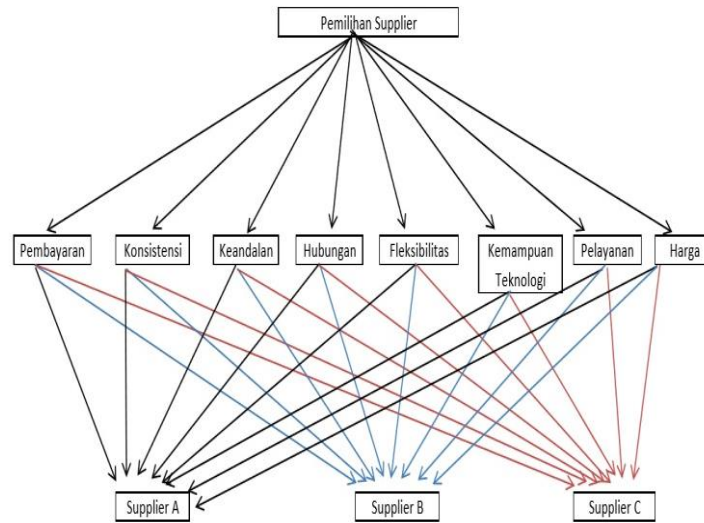 Pemilihan Supplier
Pembayaran
Konsistensi
Keandalan
Hubungan
Fleksibilitas
Kemampuan
Teknologi
Pelayanan
Harga
Supplier A
Supplier B
Supplier C